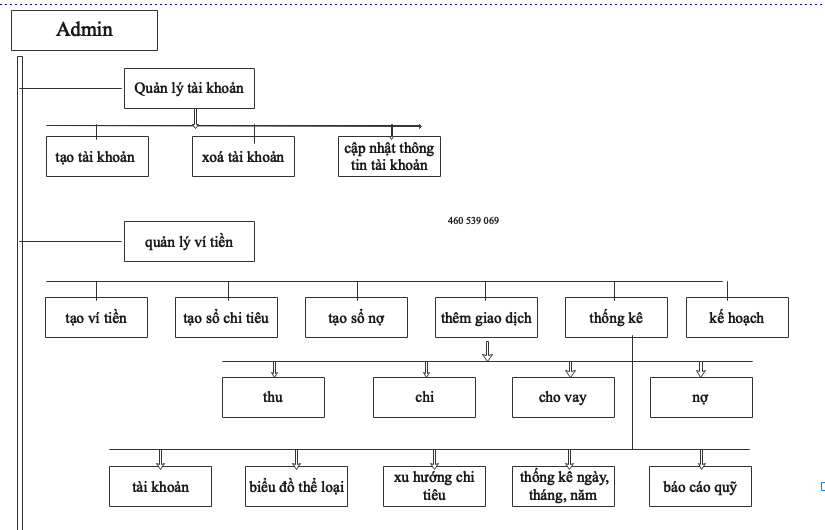 Admin
Quản lý tài khoản
tạo tài khoản
xoá tài khoản
cập nhật thông
tin tài khoản
460 539 069
quản lý ví tiền
tạo ví tiền
tạo sổ chi tiêu
tạo sổ nợ
thêm giao dịch
thống kê
kế hoạch
thu
chi
cho vay
nợ
tài khoản
biểu đồ thể loại
xu hướng chi
tiêu
thống kê ngày,
tháng, năm
báo cáo quỹ